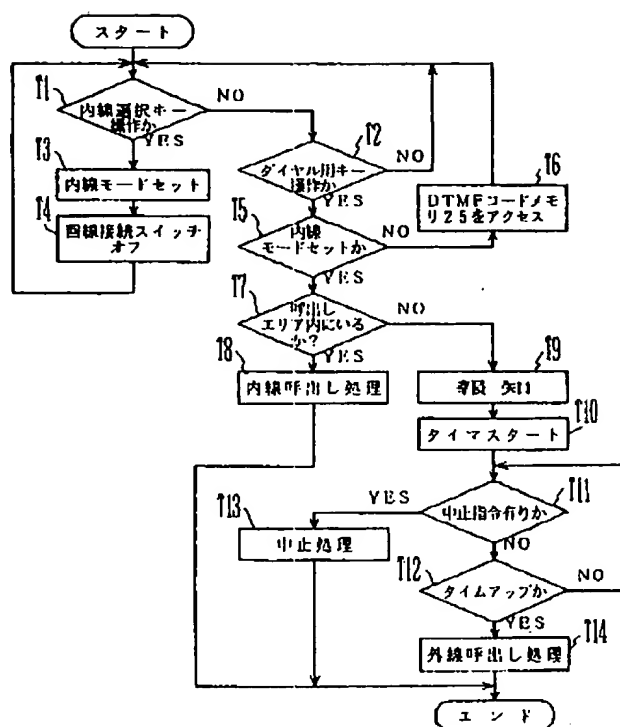 スタート
T1
内線選択キー
操作か
NO
YES
T2
ダイヤル用キー
操作か
NO
YES
T3
内線モードセット
T4
回線接続スイッチ
オフ
T6
DTMFコードメモ
リ25をアクセス
T5
内線
モードセットか
NO
YES
T7
呼出し
エリア内にいるか?
NO
YES
T8
内線呼出し処理
T9
報知
T10
タイマスタート
T11
中止指令有りか
YES
NO
T13
中止処理
T12
タイムアップか
NO
YES
T14
外線呼出し処理
エンド